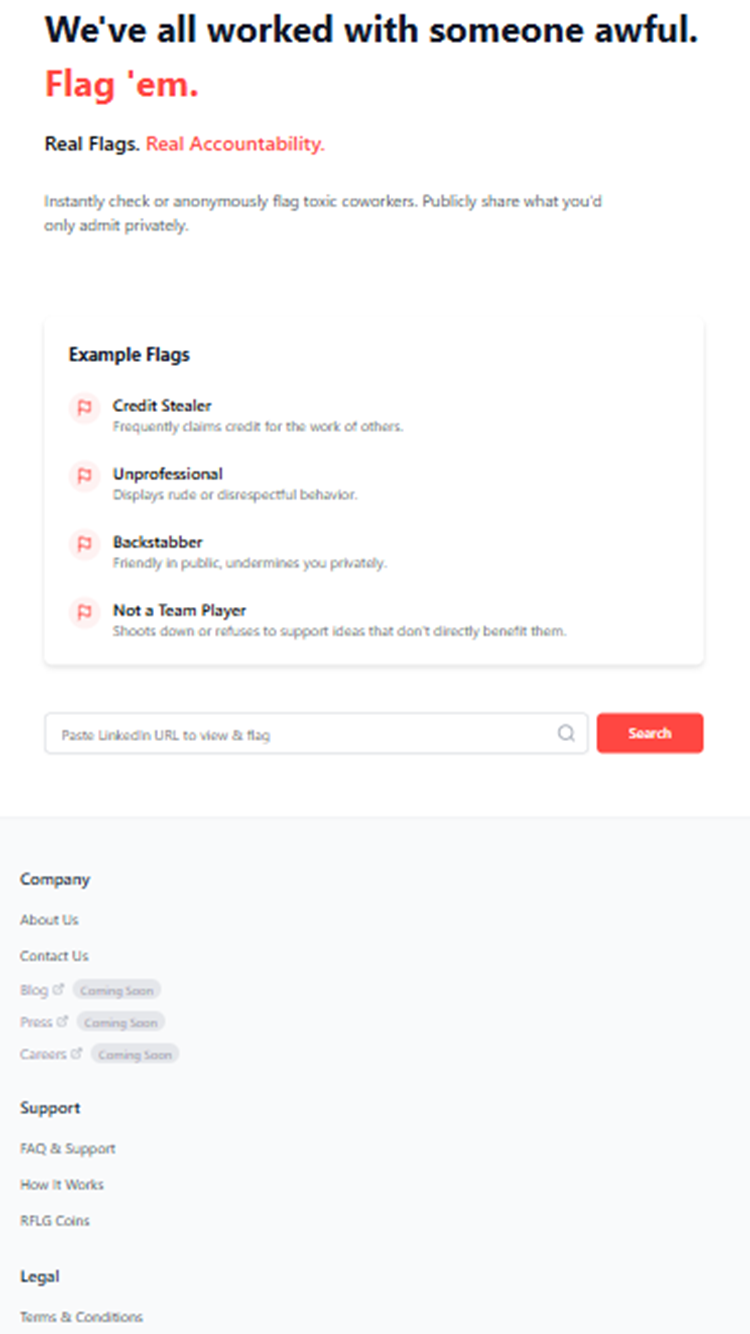 We've all worked with someone awful.
Flag 'em.
Real Flags. Real Accountability.
Instantly check or anonymously flag toxic coworkers. Publicly share what you'd
only admit privately.
Example Flags
Credit Stealer
Frequently claims credit for the work of others.
Unprofessional
Displays rude or disrespectful behavior.
Backstabber
Friendly in public, undermines you privately.
Not a Team Player
Shoots down or refuses to support ideas that don't directly benefit them.
Paste LinkedIn URL to view & flag
Search
Company
About Us
Contact Us
Blog Coming Soon
Press Coming Soon
Careers Coming Soon
Support
FAQ & Support
How It Works
RFLG Coins
Legal
Terms & Conditions